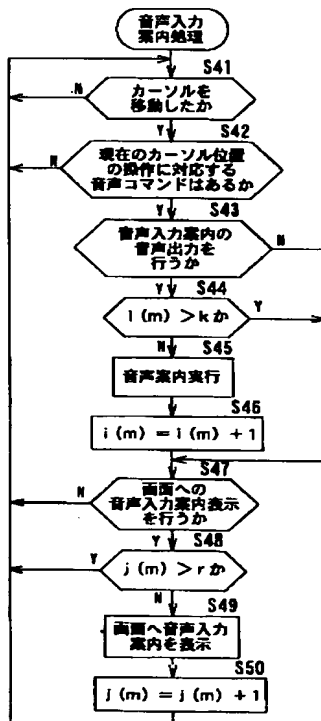 音声入力
案内処理
S41
カーソルを
移動したか
N
Y
S42
現在のカーソル位置
の操作に対応する
音声コマンドはあるか
N
Y
S43
音声入力案内の
音声出力を
行うか
N
Y
S44
i (m) > kか
Y
N
S45
音声案内実行
S46
i (m) = i (m) + 1
S47
画面への
音声入力案内表示
を行うか
N
Y
S48
j (m) > rか
Y
N
S49
画面へ音声入力
案内を表示
S50
j (m) = j (m) + 1